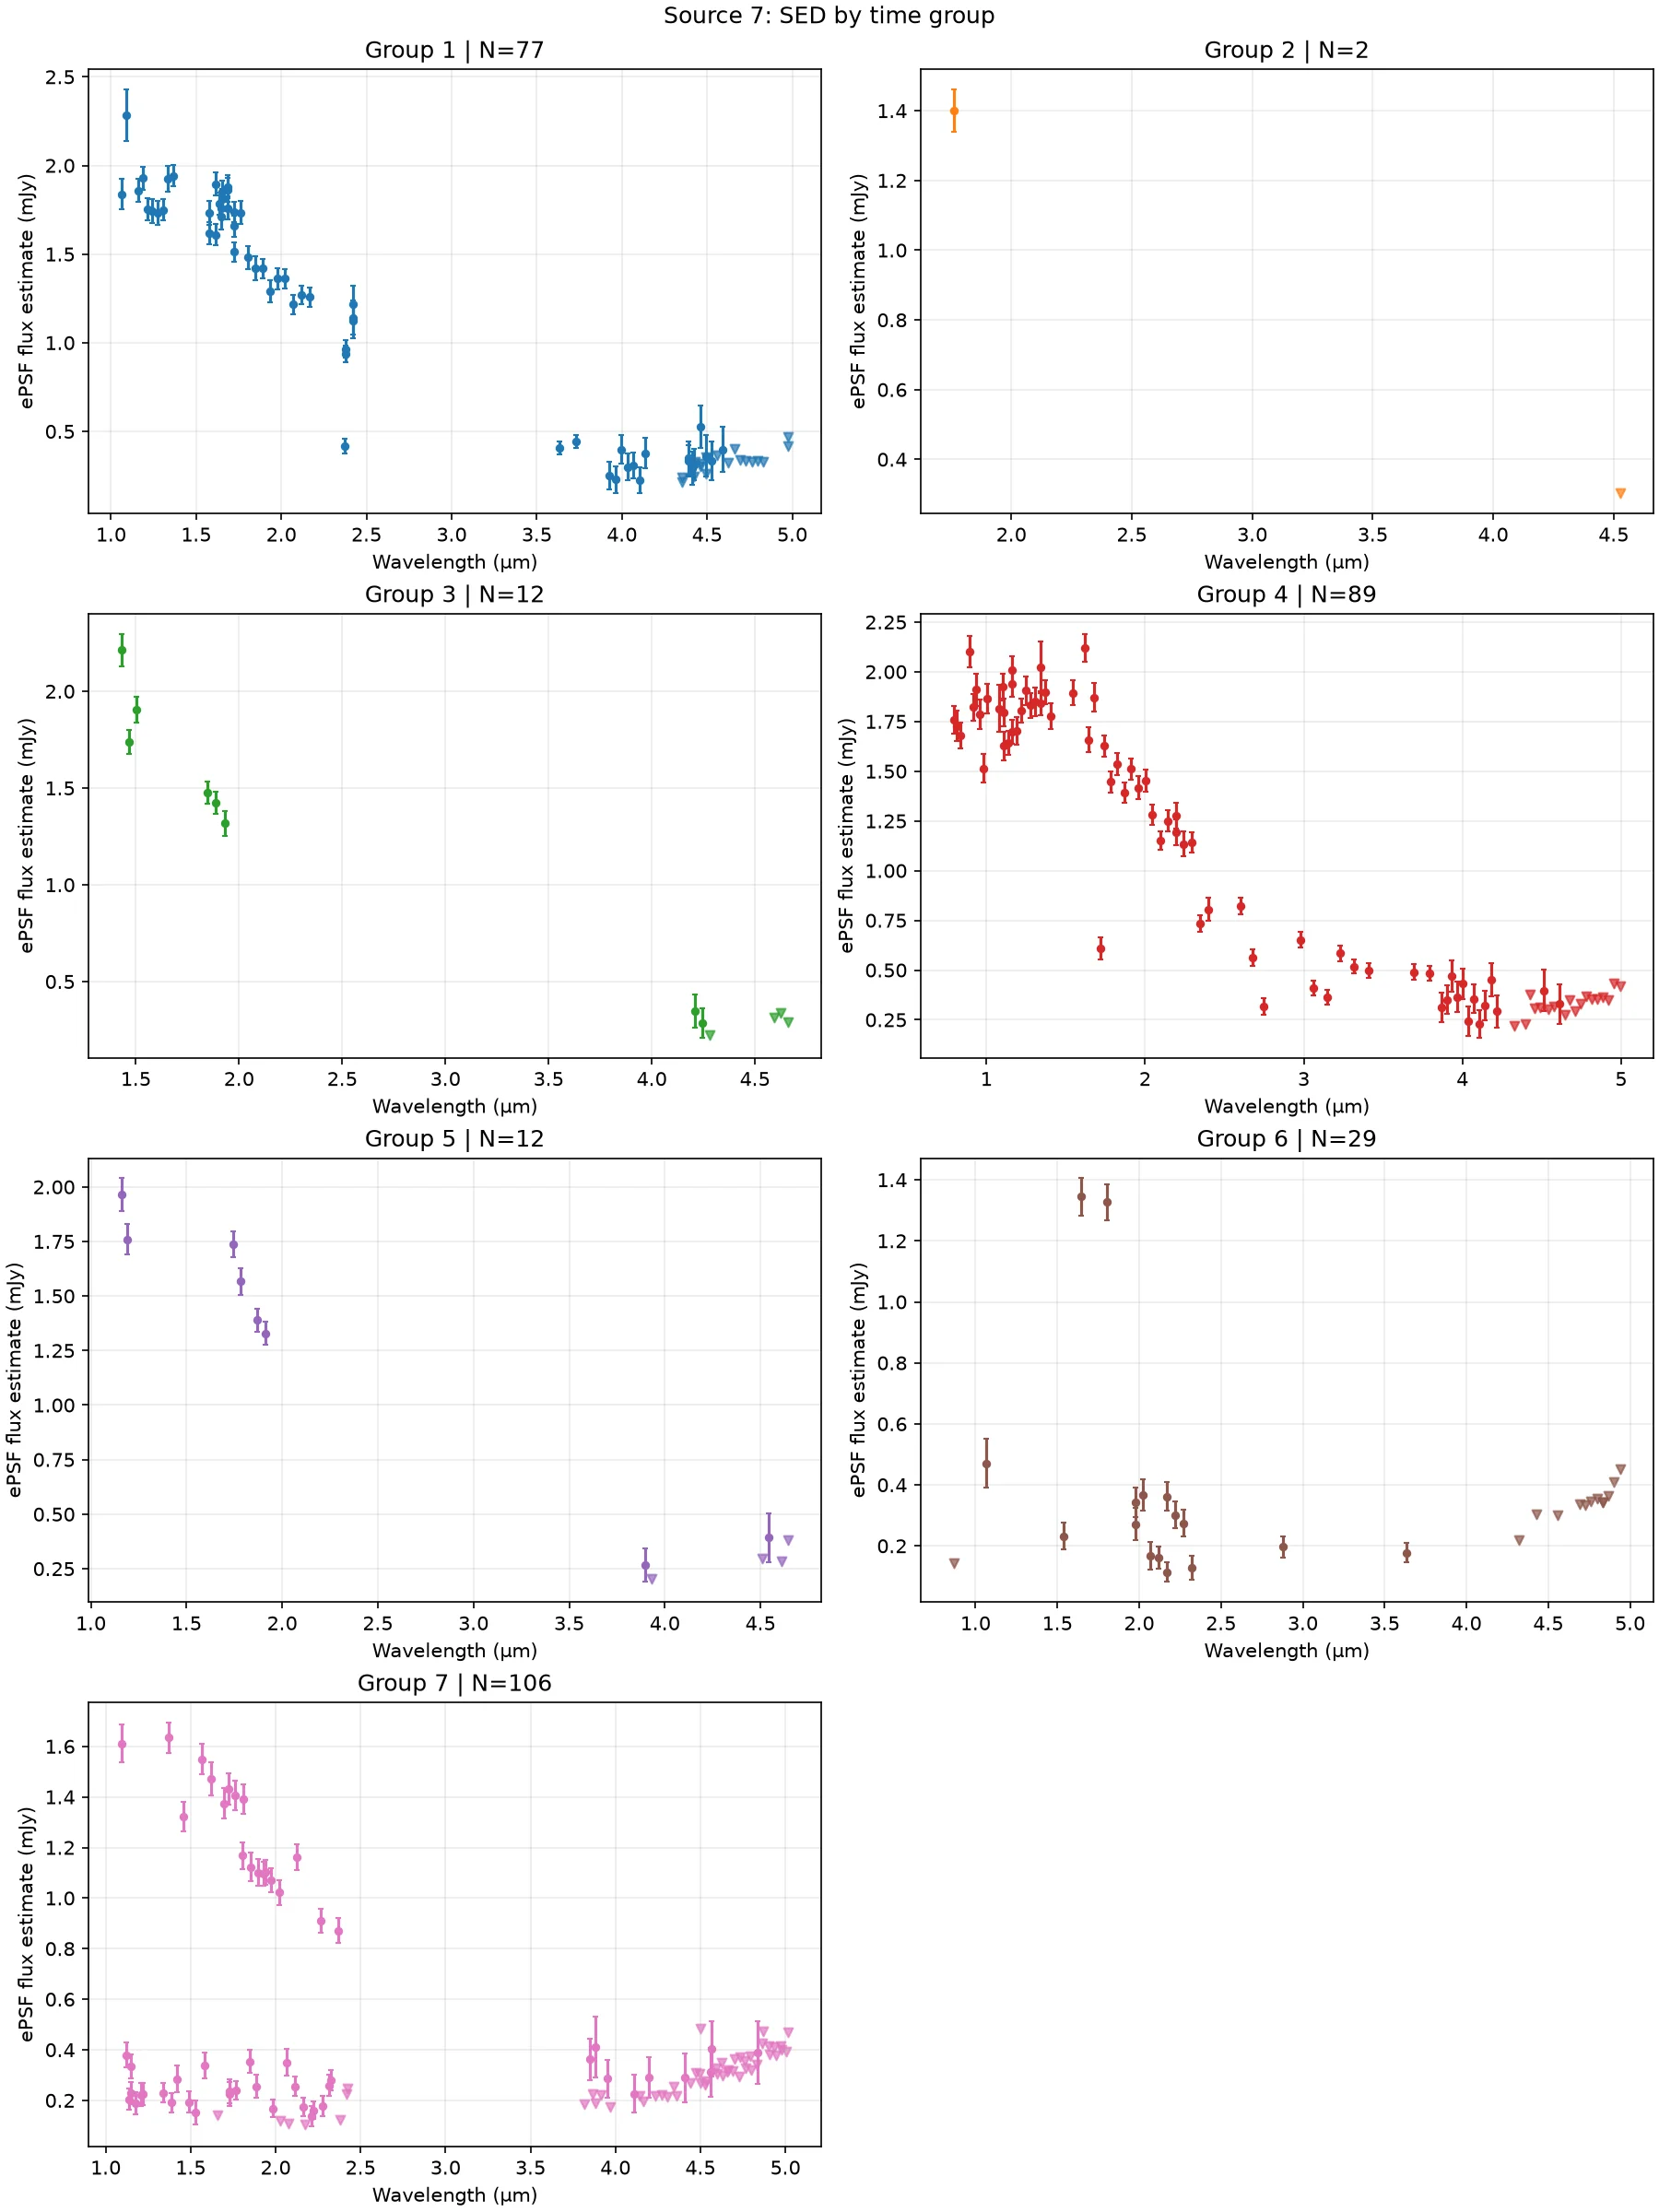 Source 7: SED by time group
Group 1 | N=77
2.5
2.0
1.5
1.0
0.5
ePSF flux estimate (mJy)
1.0 1.5 2.0 2.5 3.0 3.5 4.0 4.5 5.0
Wavelength (μm)
Group 2 | N=2
1.4
1.2
1.0
0.8
0.6
0.4
ePSF flux estimate (mJy)
2.0 2.5 3.0 3.5 4.0 4.5
Wavelength (μm)
Group 3 | N=12
2.0
1.5
1.0
0.5
ePSF flux estimate (mJy)
1.5 2.0 2.5 3.0 3.5 4.0 4.5
Wavelength (μm)
Group 4 | N=89
2.25
2.00
1.75
1.50
1.25
1.00
0.75
0.50
0.25
ePSF flux estimate (mJy)
1 2 3 4 5
Wavelength (μm)
Group 5 | N=12
2.00
1.75
1.50
1.25
1.00
0.75
0.50
0.25
ePSF flux estimate (mJy)
1.0 1.5 2.0 2.5 3.0 3.5 4.0 4.5
Wavelength (μm)
Group 6 | N=29
1.4
1.2
1.0
0.8
0.6
0.4
0.2
ePSF flux estimate (mJy)
1.0 1.5 2.0 2.5 3.0 3.5 4.0 4.5 5.0
Wavelength (μm)
Group 7 | N=106
1.6
1.4
1.2
1.0
0.8
0.6
0.4
0.2
ePSF flux estimate (mJy)
1.0 1.5 2.0 2.5 3.0 3.5 4.0 4.5 5.0
Wavelength (μm)